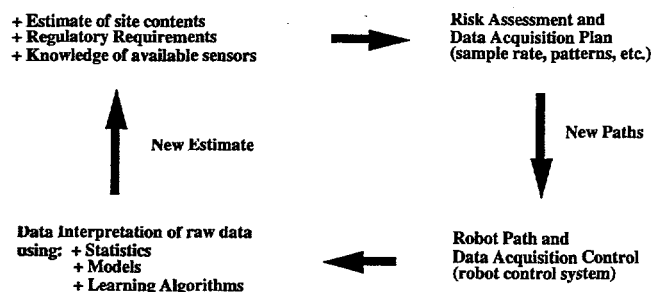 + Estimate of site contents
+ Regulatory Requirements
+ Knowledge of available sensors
Risk Assessment and
Data Acquisition Plan
(sample rate, patterns, etc.)
New Estimate
New Paths
Data Interpretation of raw data
using: + Statistics
+ Models
+ Learning Algorithms
Robot Path and
Data Acquisition Control
(robot control system)